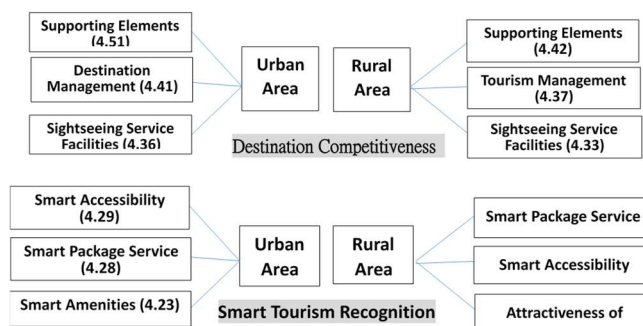 Supporting Elements
(4.51)
Destination
Management (4.41)
Sightseeing Service
Facilities (4.36)
Urban
Area
Rural
Area
Supporting Elements
(4.42)
Tourism Management
(4.37)
Sightseeing Service
Facilities (4.33)
Destination Competitiveness
Smart Accessibility
(4.29)
Smart Package Service
(4.28)
Smart Amenities (4.23)
Urban
Area
Rural
Area
Smart Package Service
Smart Accessibility
Attractiveness of
Smart Tourism Recognition